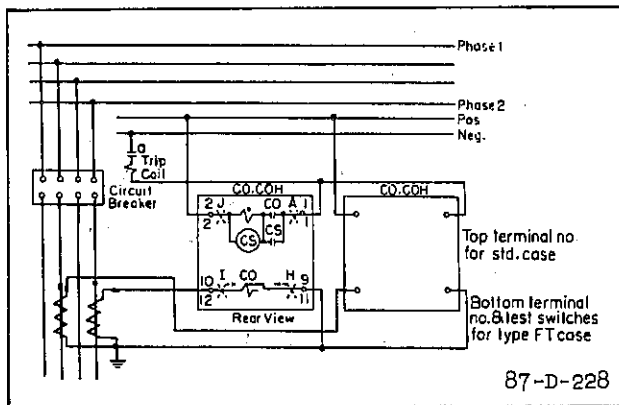 Phase 1
Phase 2
Pos
Neg.
a
Trip
Coil
Circuit
Breaker
CO.COH
CO.COH
2 J
CO
A 1
2
1
CS
CS
10 I
CO
H 9
12
11
Rear View
Top terminal no.
for std. case
Bottom terminal
no.& test switches
for type FT case
87-D-228